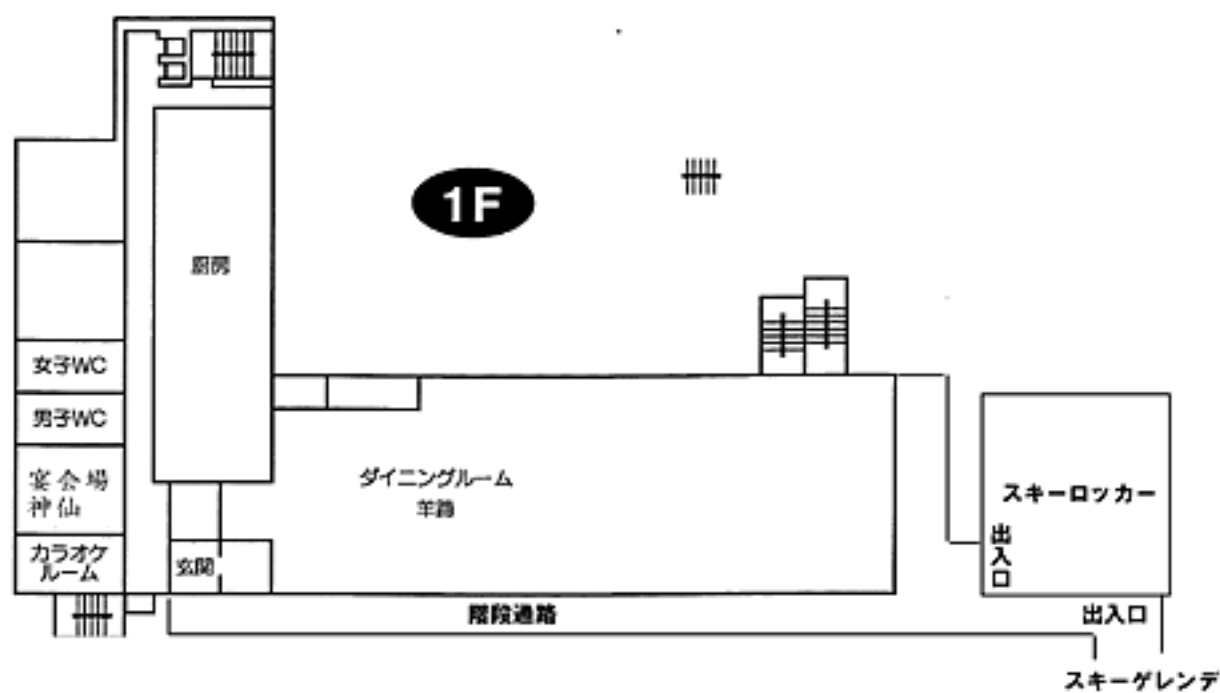 1F
厨房
女子WC
男子WC
宴会場
神仙
カラオケ
ルーム
玄関
ダイニングルーム
羊蹄
階段通路
スキーロッカー
出入口
出入口
スキーゲレンデ